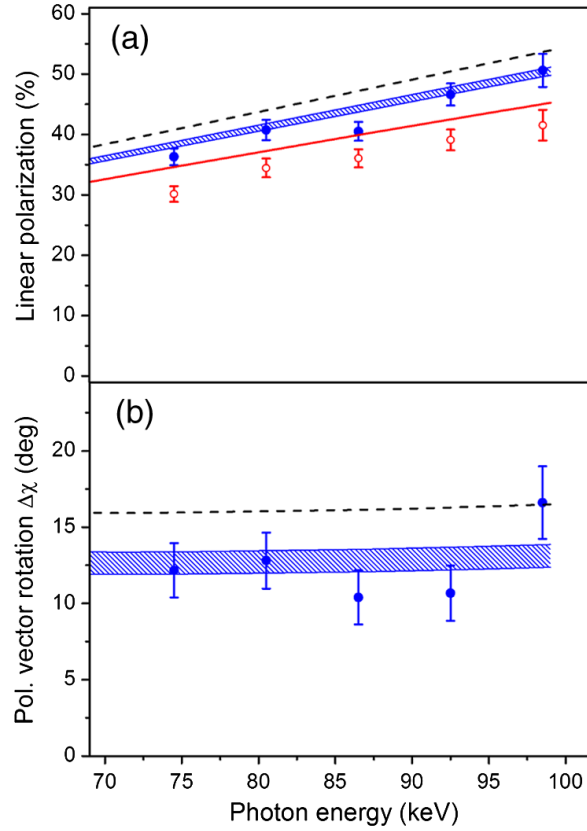 (a)
Linear polarization (%)
60
50
40
30
20
10
0
(b)
Pol. vector rotation Δχ (deg)
20
15
10
5
0
70 75 80 85 90 95 100
Photon energy (keV)